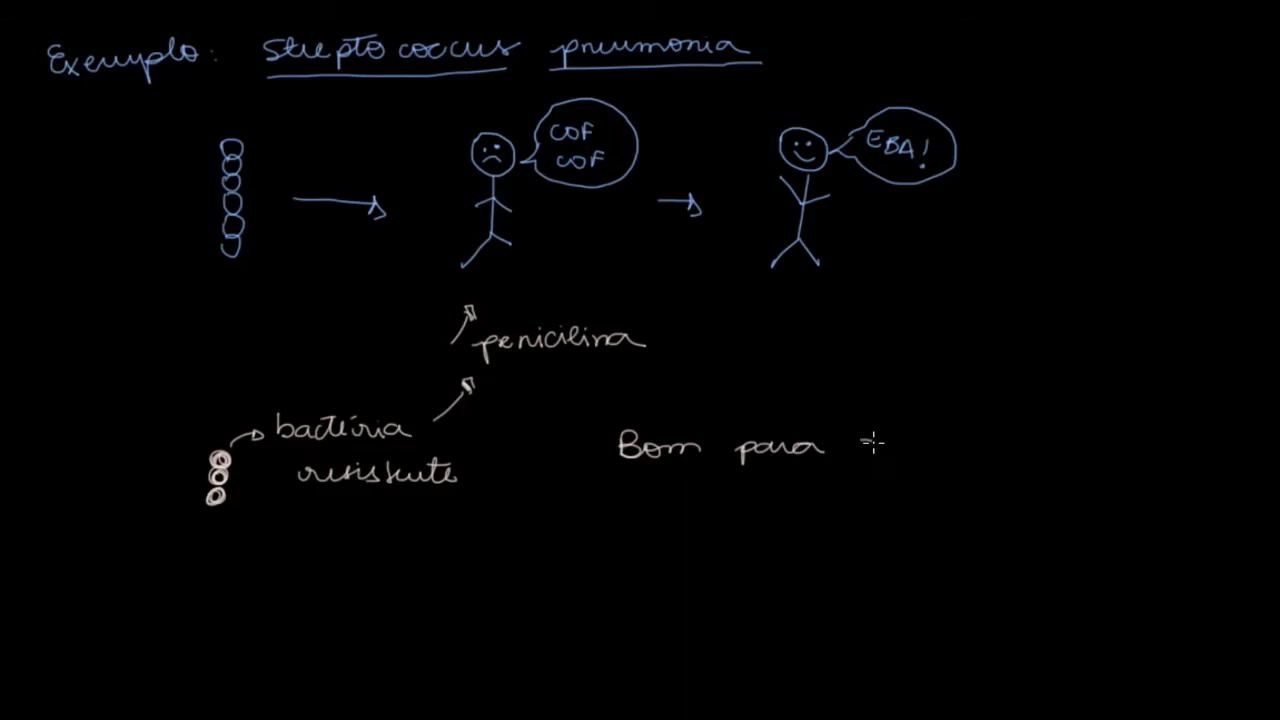 Exemplo: Streptococcus pneumonia
COF
COF
EBA!
penicilina
bactéria
resistente
Bom para